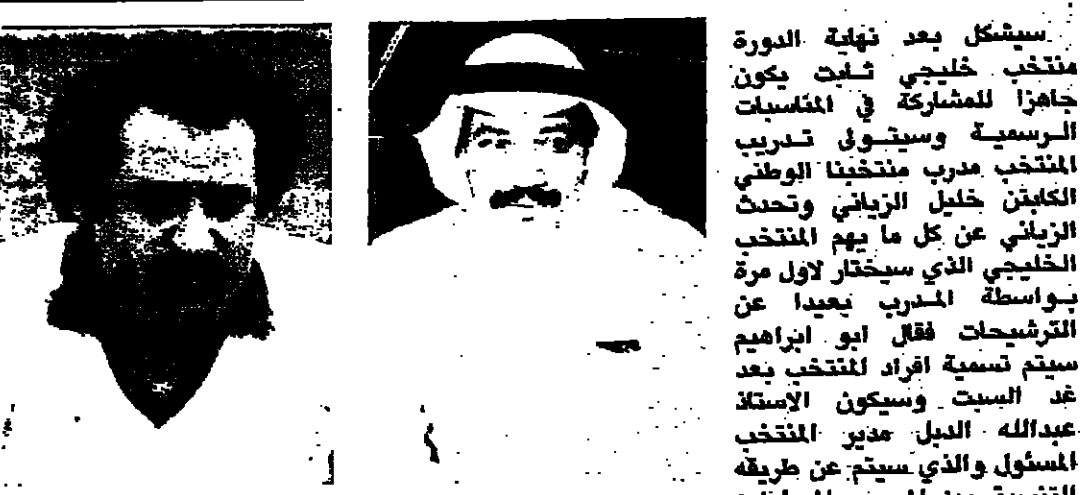 سيشكل بعد نهاية الدورة
منتخب خليجي ثابت يكون
جاهزا للمشاركة في المناسبات
الرسمية وسيتولى تدريب
المنتخب مدرب منتخبنا الوطني
الكابتن خليل الزياني وتحدث
الزياني عن كل ما يهم المنتخب
الخليجي الذي سيختار لاول مرة
بواسطة المدرب بعيدا عن
الترشيحات فقال ابو ابراهيم
سيتم تسمية افراد المنتخب بعد
غد السبت وسيكون الاستاذ
عبدالله الدبل مدير المنتخب
المسئول والذي سيتم عن طريقه